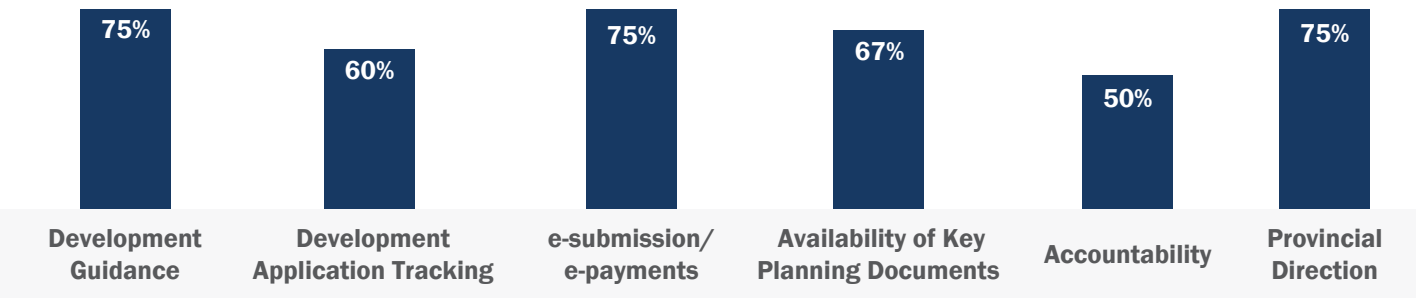 75%
60%
75%
67%
50%
75%
Development
Guidance
Development
Application Tracking
e-submission/
e-payments
Availability of Key
Planning Documents
Accountability
Provincial
Direction